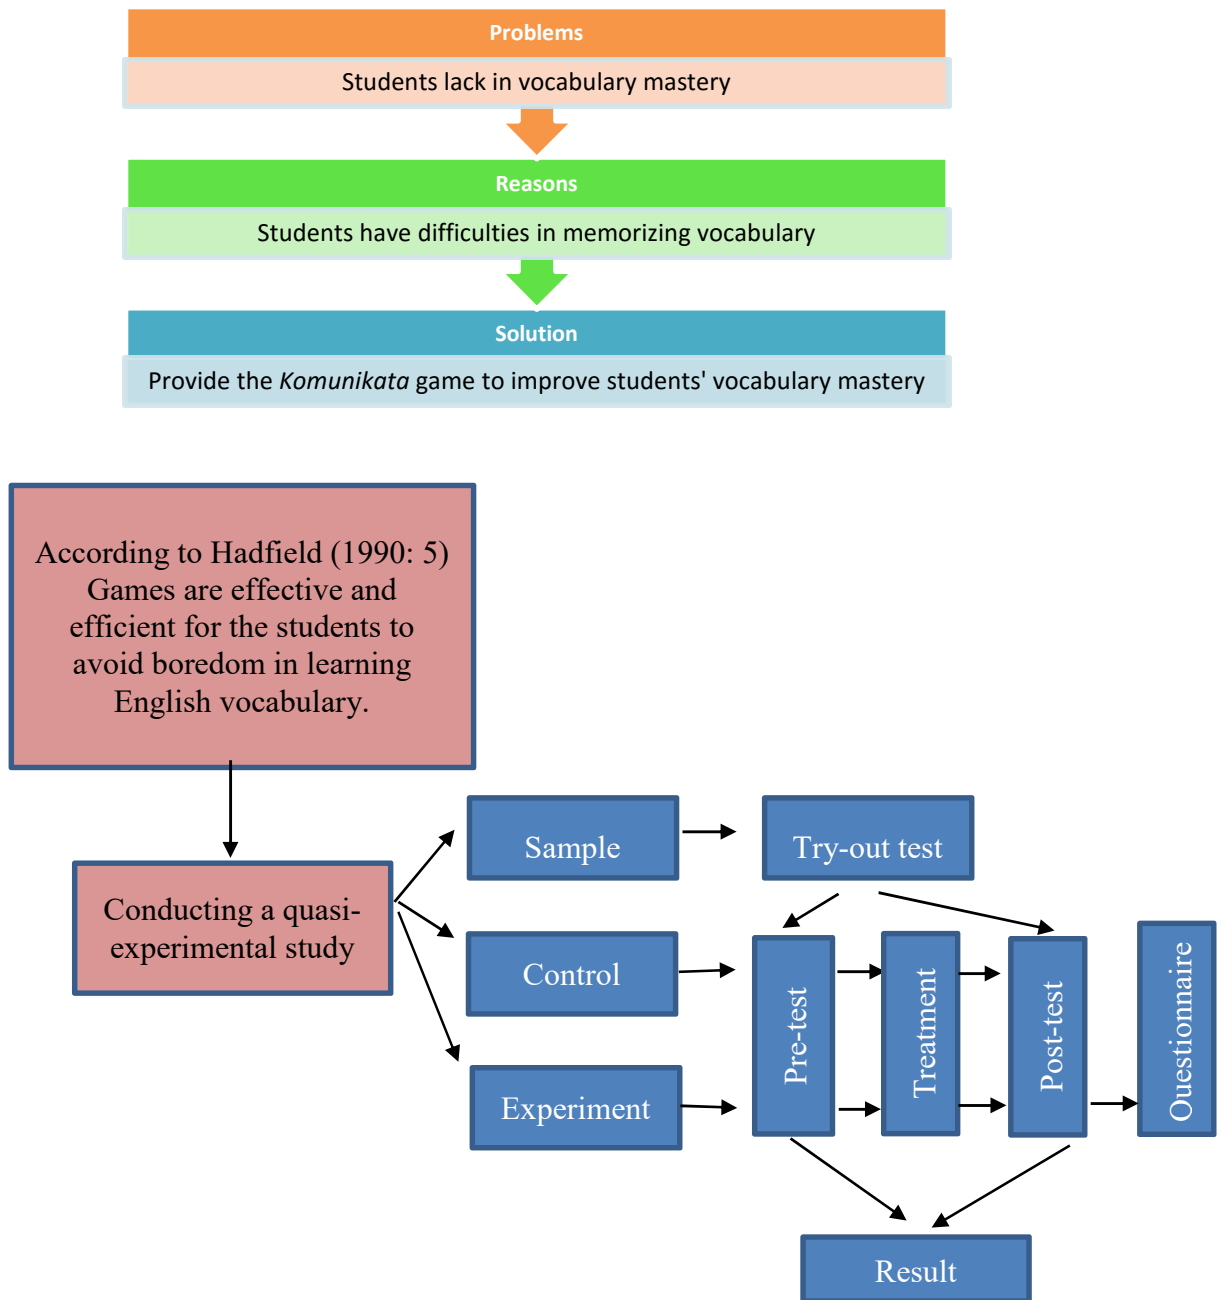 Problems
Students lack in vocabulary mastery
Reasons
Students have difficulties in memorizing vocabulary
Solution
Provide the Komunikata game to improve students' vocabulary mastery
According to Hadfield (1990: 5)
Games are effective and
efficient for the students to
avoid boredom in learning
English vocabulary.
Conducting a quasi-
experimental study
Sample
Try-out test
Control
Experiment
Pre-test
Treatment
Post-test
Questionnaire
Result